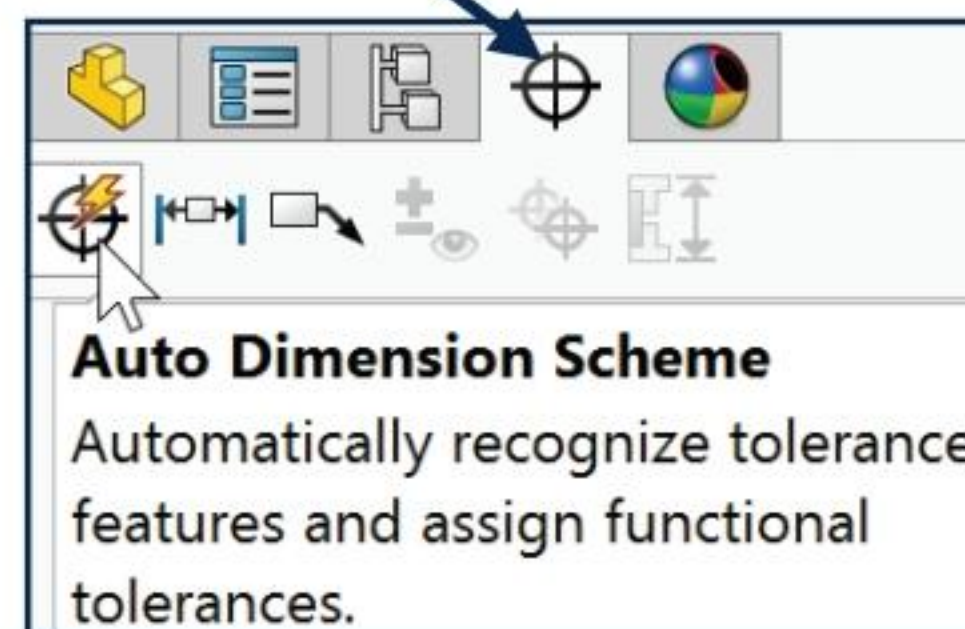 Auto Dimension Scheme
Automatically recognize tolerance
features and assign functional
tolerances.